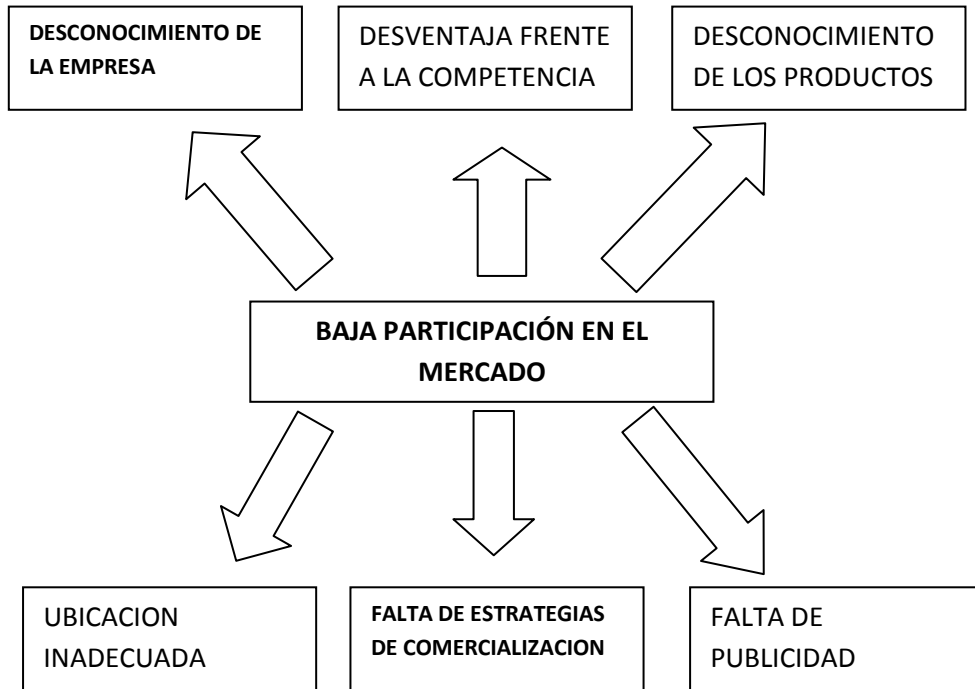 DESCONOCIMIENTO DE
LA EMPRESA
DESVENTAJA FRENTE
A LA COMPETENCIA
DESCONOCIMIENTO
DE LOS PRODUCTOS
BAJA PARTICIPACIÓN EN EL
MERCADO
UBICACION
INADECUADA
FALTA DE ESTRATEGIAS
DE COMERCIALIZACION
FALTA DE
PUBLICIDAD